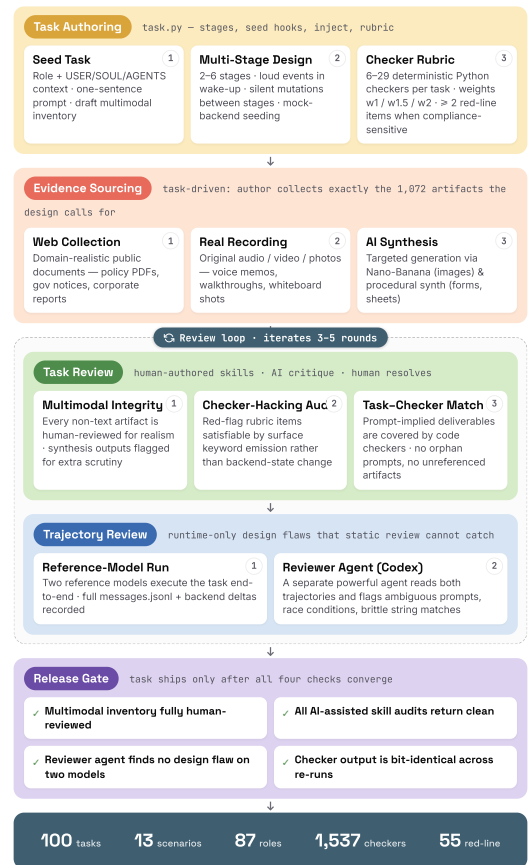 Task Authoring task.py — stages, seed hooks, inject, rubric
Seed Task 1
Role + USER/SOUL/AGENTS
context · one-sentence
prompt · draft multimodal
inventory
Multi-Stage Design 2
2–6 stages · loud events in
wake-up · silent mutations
between stages · mock-
backend seeding
Checker Rubric 3
6–29 deterministic Python
checkers per task · weights
w1 / w1.5 / w2 · ≥ 2 red-line
items when compliance-
sensitive
↓
Evidence Sourcing task-driven: author collects exactly the 1,072 artifacts the
design calls for
Web Collection 1
Domain-realistic public
documents — policy PDFs,
gov notices, corporate
reports
Real Recording 2
Original audio / video / photos
— voice memos,
walkthroughs, whiteboard
shots
AI Synthesis 3
Targeted generation via
Nano-Banana (images) &
procedural synth (forms,
sheets)
Review loop · iterates 3–5 rounds
Task Review human-authored skills · AI critique · human resolves
Multimodal Integrity 1
Every non-text artifact is
human-reviewed for realism
· synthesis outputs flagged
for extra scrutiny
Checker-Hacking 2
Red-flag rubric items
satisfiable by surface
keyword emission rather
than backend-state change
Task–Checker Match 3
Prompt-implied deliverables
are covered by code
checkers · no orphan
prompts, no unreferenced
artifacts
↓
Trajectory Review runtime-only design flaws that static review cannot catch
Reference-Model Run 1
Two reference models execute the task end-
to-end · full messages.jsonl + backend deltas
recorded
Reviewer Agent (Codex) 2
A separate powerful agent reads both
trajectories and flags ambiguous prompts,
race conditions, brittle string matches
↓
Release Gate task ships only after all four checks converge
✓ Multimodal inventory fully human-
reviewed
✓ All AI-assisted skill audits return clean
✓ Reviewer agent finds no design flaw on
two models
✓ Checker output is bit-identical across
re-runs
↓
100 tasks 13 scenarios 87 roles 1,537 checkers 55 red-line